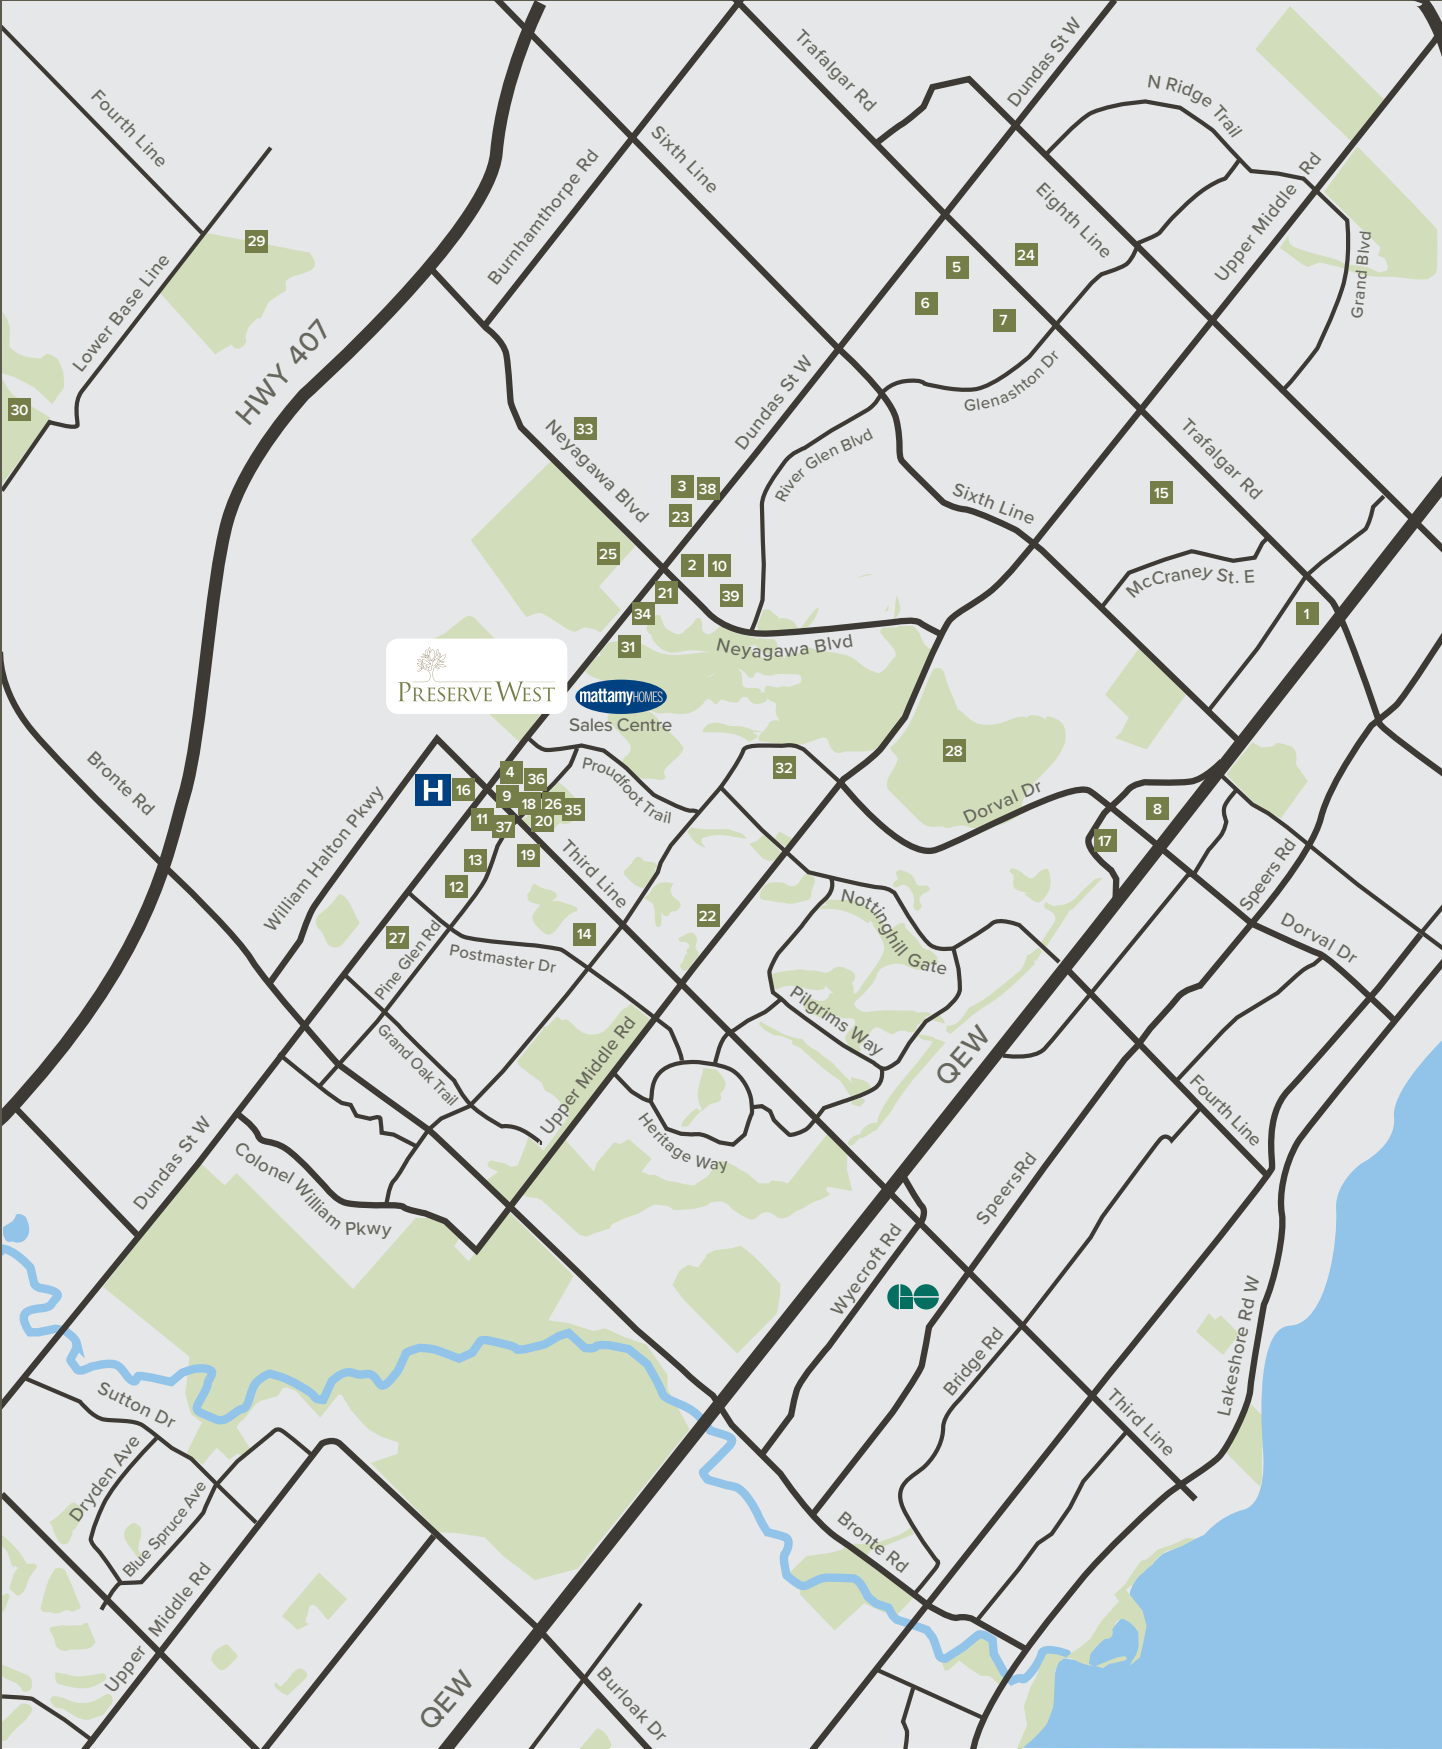 Trafalgar Rd
Dundas St W
N Ridge Trail
Fourth Line
Sixth Line
Burnhamthorpe Rd
Eighth Line
Upper Middle Rd
Grand Blvd
29
24
5
6
7
Lower Base Line
HWY 407
30
Dundas St W
Glenashton Dr
33
Neyagawa Blvd
River Glen Blvd
Trafalgar Rd
3
38
23
Sixth Line
15
25
2
10
21
39
34
McCraney St. E
1
31
Neyagawa Blvd
PRESERVE WEST
mattamyHOMES
Sales Centre
28
Bronte Rd
H
16
4
36
9
18
26
35
11
37
20
Proudfoot Trail
32
Dorval Dr
8
17
William Halton Pkwy
13
19
12
Third Line
Speers Rd
22
14
27
Pine Glen Rd
Postmaster Dr
Nottinghill Gate
Dorval Dr
Pilgrims Way
Grand Oak Trail
Upper Middle Rd
QEW
Heritage Way
Fourth Line
Dundas St W
Colonel William Pkwy
SpeersRd
Wyecroft Rd
GO
Bridge Rd
Lakeshore Rd W
Sutton Dr
Third Line
Dryden Ave
Blue Spruce Ave
Bronte Rd
Upper Middle Rd
QEW
Burloak Dr